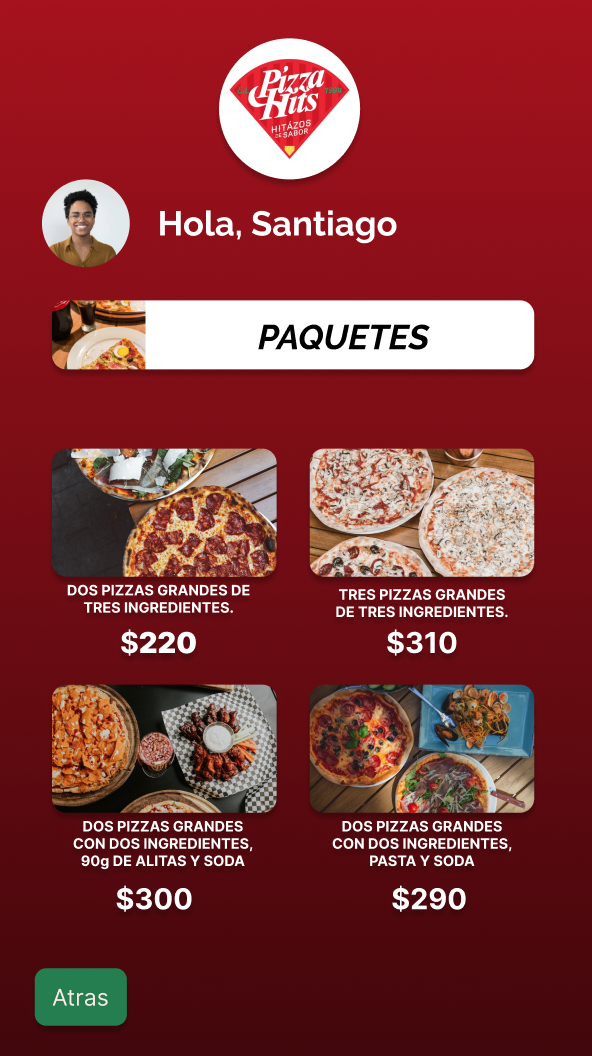 Pizza
Hits
HITÁZOS
DE SABOR
Hola, Santiago
PAQUETES
DOS PIZZAS GRANDES DE
TRES INGREDIENTES.
$220
TRES PIZZAS GRANDES
DE TRES INGREDIENTES.
$310
DOS PIZZAS GRANDES
CON DOS INGREDIENTES,
90g DE ALITAS Y SODA
$300
DOS PIZZAS GRANDES
CON DOS INGREDIENTES,
PASTA Y SODA
$290
Atras